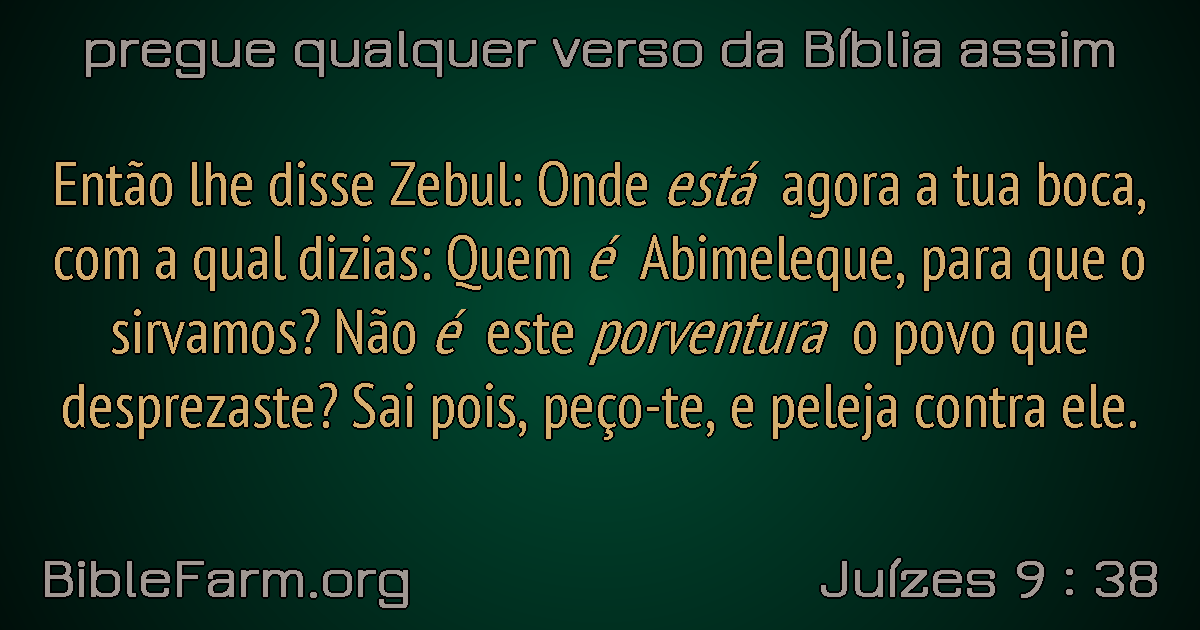 pregue qualquer verso da Bíblia assim
Então lhe disse Zebul: Onde está agora a tua boca,
com a qual dizias: Quem é Abimeleque, para que o
sirvamos? Não é este porventura o povo que
desprezaste? Sai pois, peço-te, e peleja contra ele.
BibleFarm.org
Juízes 9 : 38